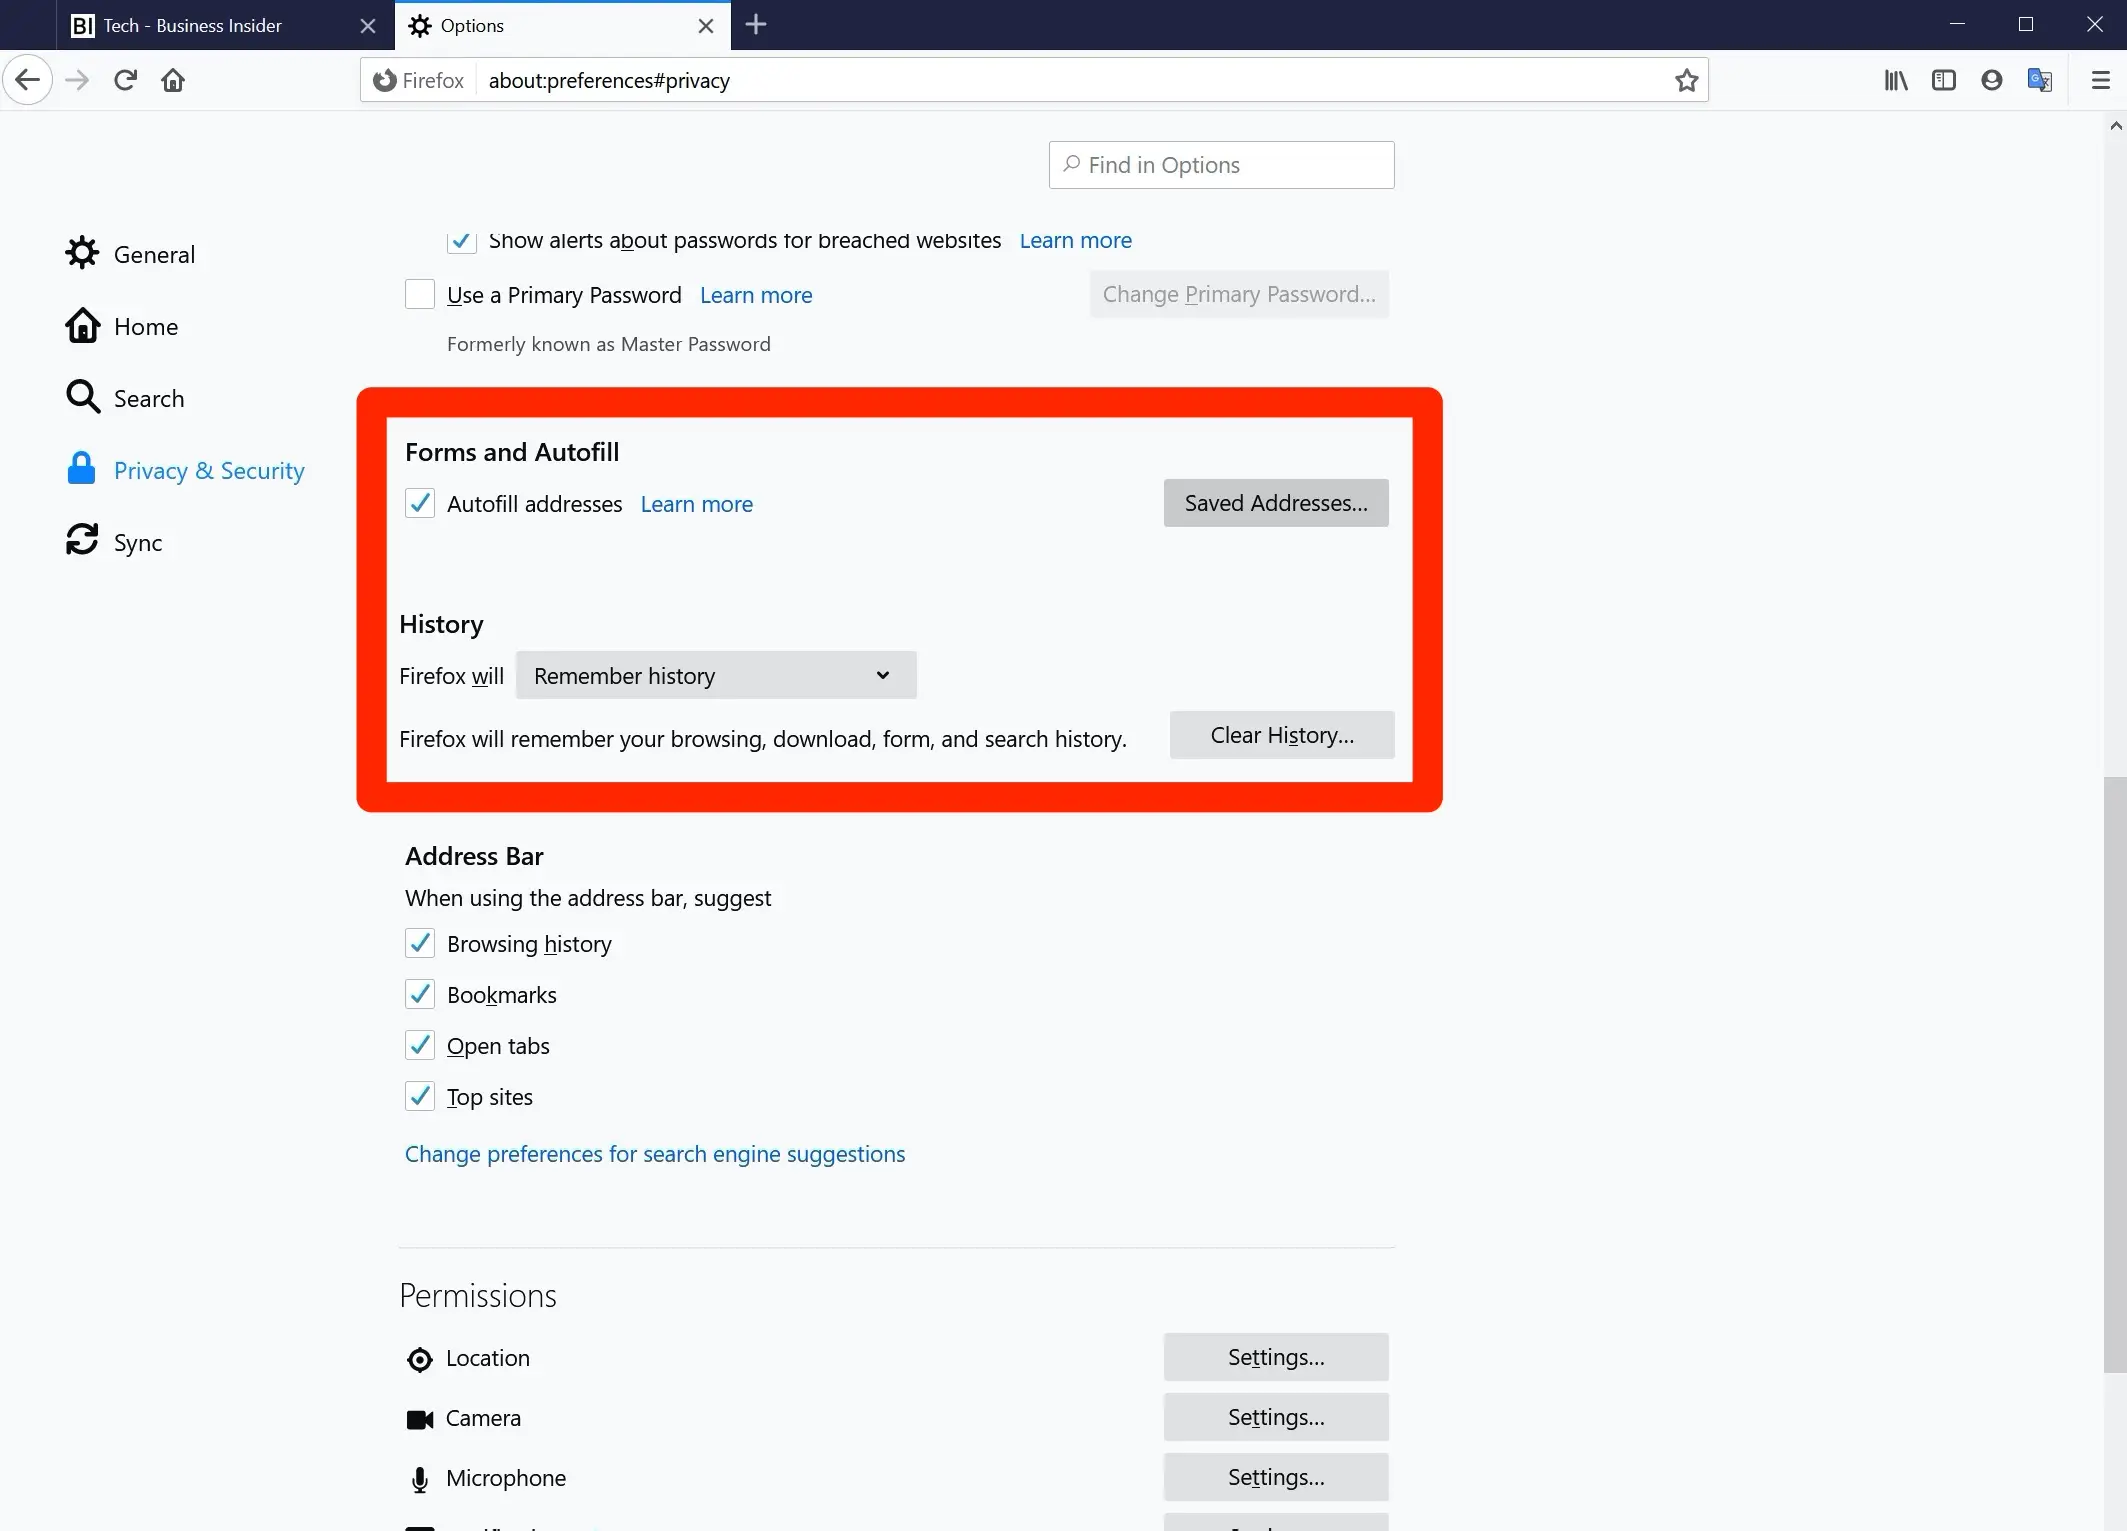 BI Tech - Business Insider
Options
Firefox about:preferences#privacy
Find in Options
General
Home
Search
Privacy & Security
Sync
Show alerts about passwords for breached websites Learn more
Use a Primary Password Learn more Change Primary Password...
Formerly known as Master Password
Forms and Autofill
Autofill addresses Learn more Saved Addresses...
History
Firefox will Remember history
Firefox will remember your browsing, download, form, and search history. Clear History...
Address Bar
When using the address bar, suggest
Browsing history
Bookmarks
Open tabs
Top sites
Change preferences for search engine suggestions
Permissions
Location Settings...
Camera Settings...
Microphone Settings...